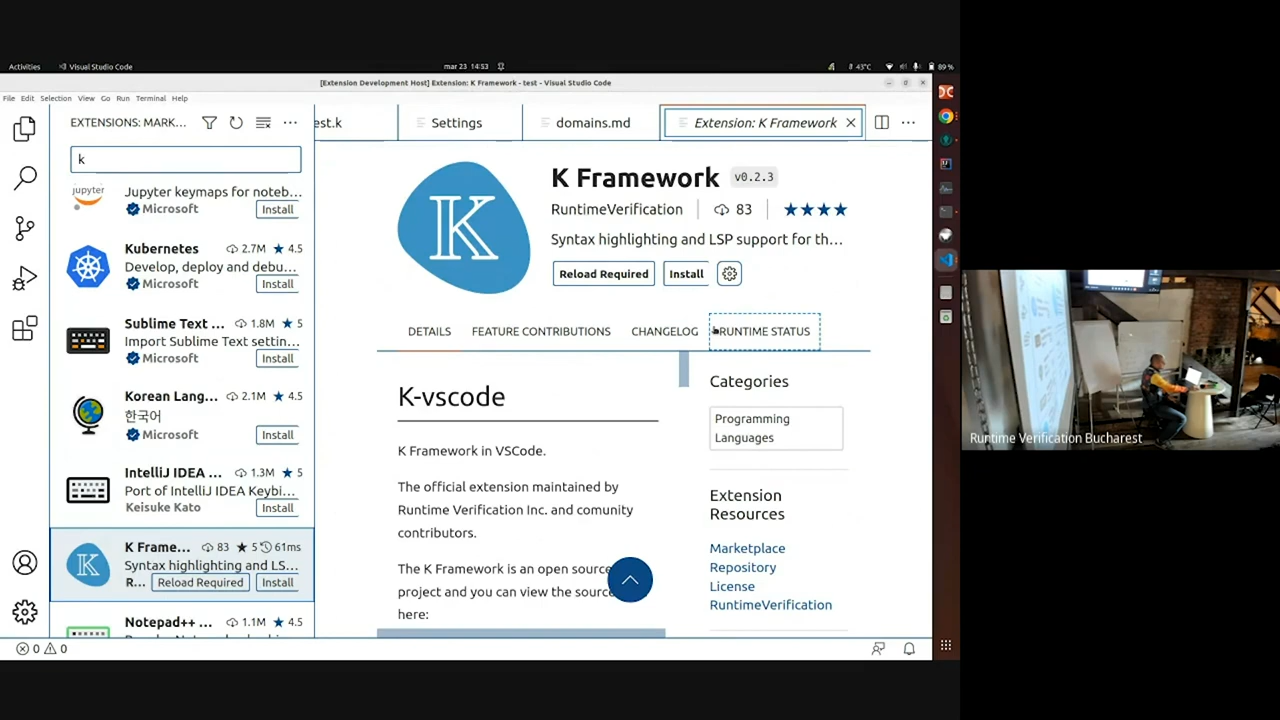 Activities
Visual Studio Code
mar 23 14:53
43°C
89 %
[Extension Development Host] Extension: K Framework - test - Visual Studio Code
File Edit Selection View Go Run Terminal Help
EXTENSIONS: MARK...
k
jupyter
Jupyter keymaps for noteb...
Microsoft
Install
Kubernetes 2.7M 4.5
Develop, deploy and debu...
Microsoft
Install
Sublime Text ... 1.8M 5
Import Sublime Text settin...
Microsoft
Install
Korean Lang... 2.1M 4.5
한국어
Microsoft
Install
IntelliJ IDEA ... 1.3M 5
Port of IntelliJ IDEA Keybi...
Keisuke Kato
Install
K
K Frame... 83 5 61ms
Syntax highlighting and LS...
R... Reload Required Install
Notepad++ ... 1.1M 4.5
0 0
est.k
Settings
domains.md
Extension: K Framework
K
K Framework v0.2.3
RuntimeVerification 83
Syntax highlighting and LSP support for th...
Reload Required Install
DETAILS FEATURE CONTRIBUTIONS CHANGELOG RUNTIME STATUS
K-vscode
K Framework in VSCode.
The official extension maintained by
Runtime Verification Inc. and comunity
contributors.
The K Framework is an open source
project and you can view the source
here:
Categories
Programming
Languages
Extension
Resources
Marketplace
Repository
License
RuntimeVerification
Runtime Verification Bucharest